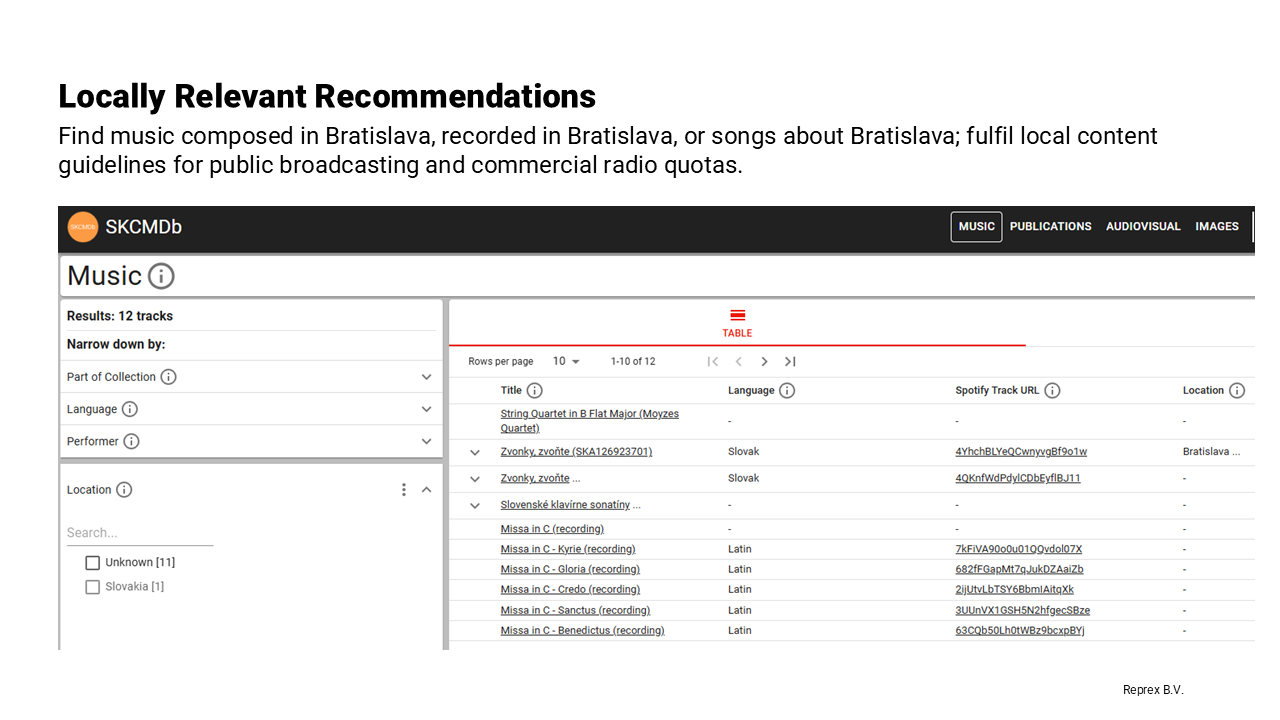 Locally Relevant Recommendations
Find music composed in Bratislava, recorded in Bratislava, or songs about Bratislava; fulfil local content
guidelines for public broadcasting and commercial radio quotas.
SKCMDb SKCMDb MUSIC PUBLICATIONS AUDIOVISUAL IMAGES
Music
Results: 12 tracks
Narrow down by:
Part of Collection
Language
Performer
Location
Search...
Unknown [11]
Slovakia [1]
TABLE
Rows per page 10 1-10 of 12
Title Language Spotify Track URL Location
String Quartet in B Flat Major (Moyzes
Quartet) - - -
Zvonky, zvoňte (SKA126923701) Slovak 4YhchBLYeQCwnyvgBf9o1w Bratislava ...
Zvonky, zvoňte ... Slovak 4QKnfWdPdylCDbEyflBJ11 -
Slovenské klavírne sonatíny ... - - -
Missa in C (recording) - - -
Missa in C - Kyrie (recording) Latin 7kFiVA90o0u01QQvdol07X -
Missa in C - Gloria (recording) Latin 682fFGapMt7qJukDZAaiZb -
Missa in C - Credo (recording) Latin 2ijUtvLbTSY6BbmIAitqXk -
Missa in C - Sanctus (recording) Latin 3UUnVX1GSH5N2hfgecSBze -
Missa in C - Benedictus (recording) Latin 63CQb50Lh0tWBz9bcxpBYj -
Reprex B.V.